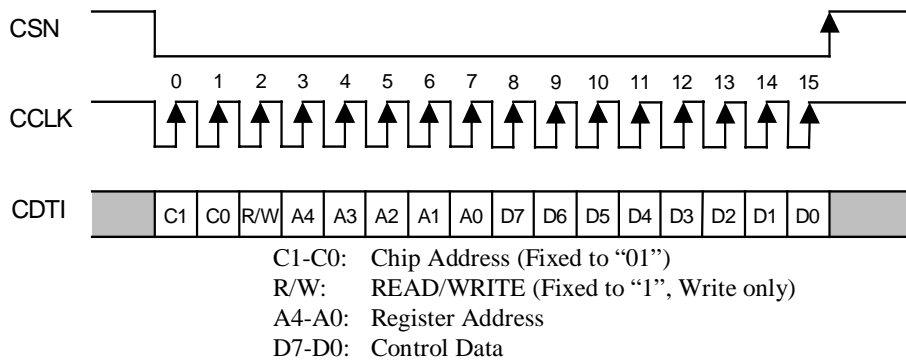 CSN
0 1 2 3 4 5 6 7 8 9 10 11 12 13 14 15
CCLK
CDTI C1 C0 R/W A4 A3 A2 A1 A0 D7 D6 D5 D4 D3 D2 D1 D0
C1-C0: Chip Address (Fixed to “01”)
R/W: READ/WRITE (Fixed to “1”, Write only)
A4-A0: Register Address
D7-D0: Control Data